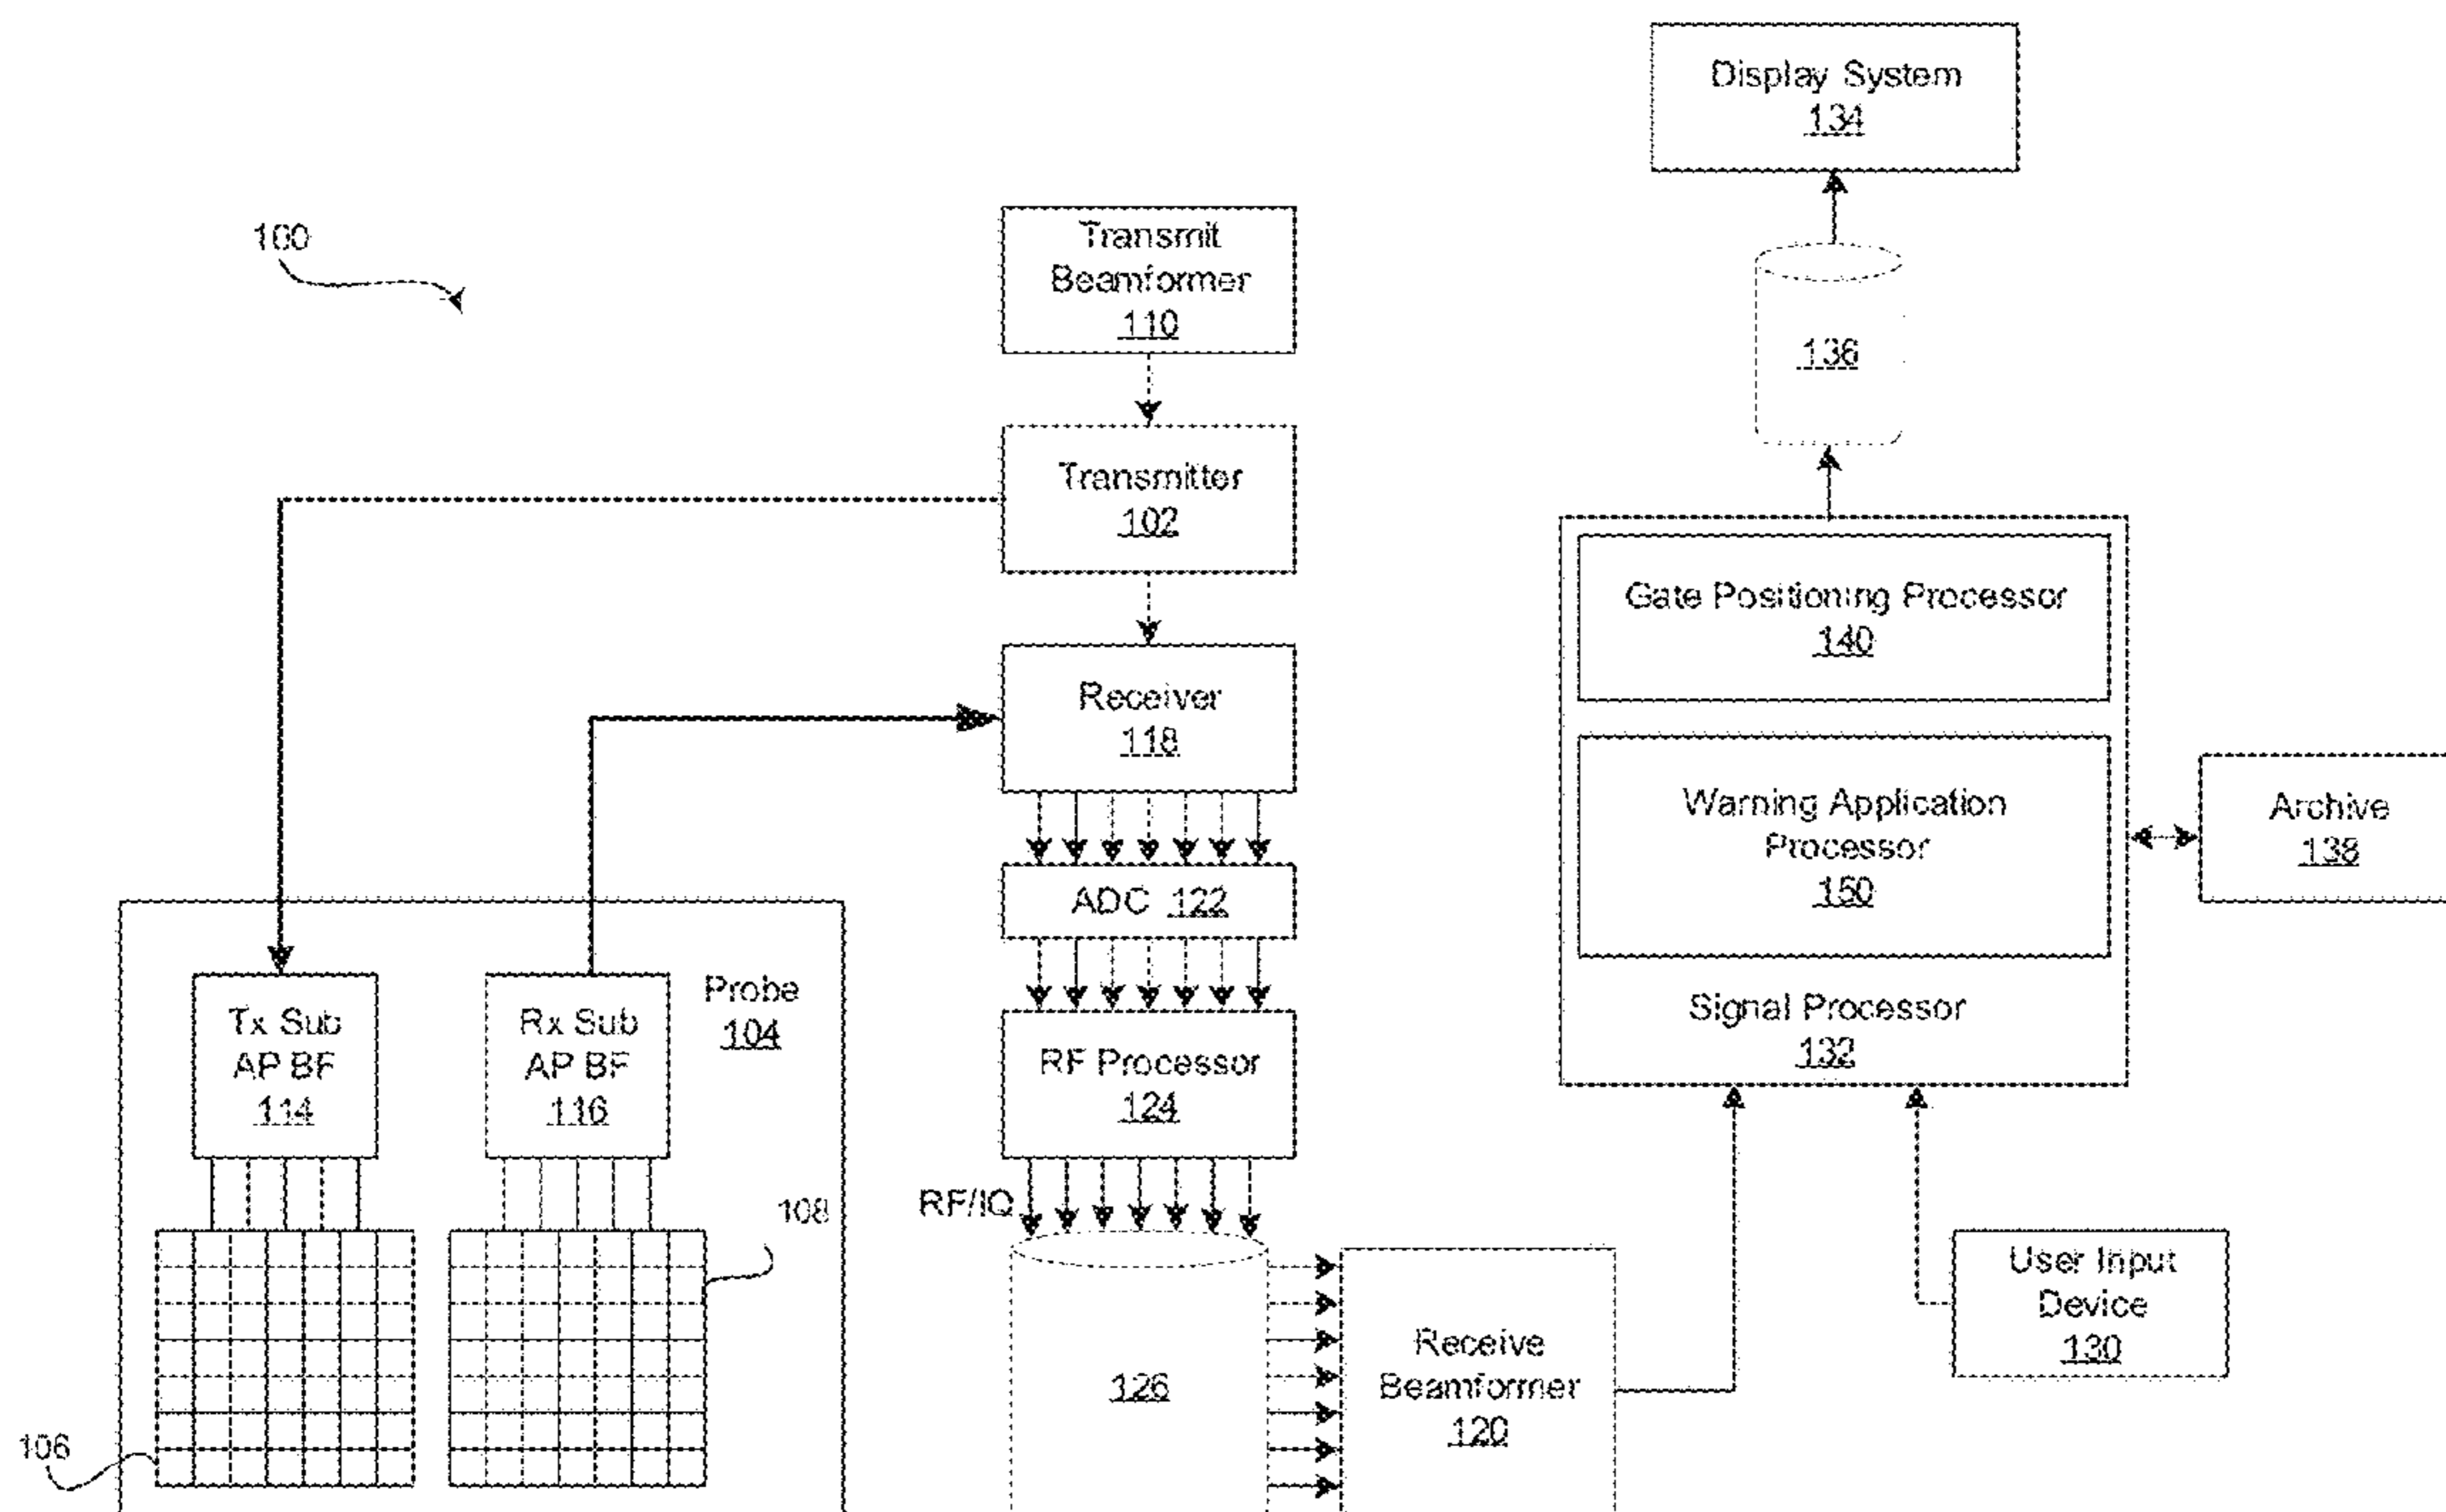 Display System
134
100
Transmit
Beamformer
110
136
Transmitter
102
Gate Positioning Processor
140
Receiver
118
Warning Application
Processor
150
Archive
138
ADC 122
Probe
104
Tx Sub
AP BF
114
Rx Sub
AP BF
116
RF Processor
124
Signal Processor
132
RF/IQ
108
User Input
Device
130
126
Receive
Beamformer
120
106